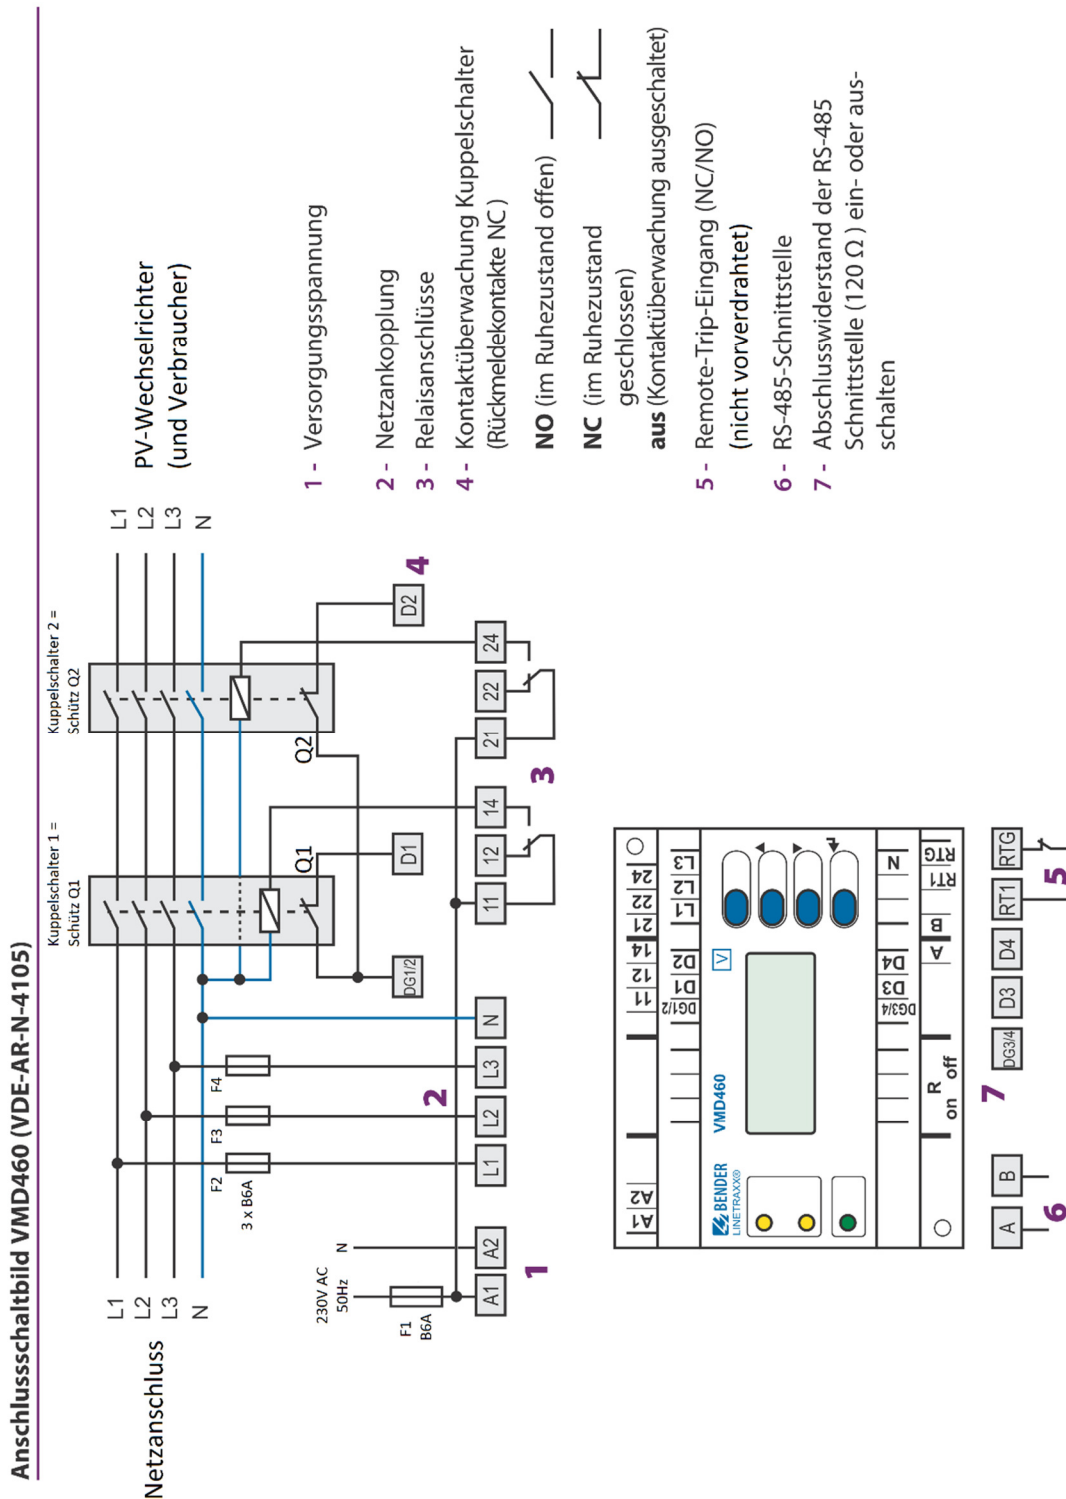 Anschlussschaltbild VMD460 (VDE-AR-N-4105)
Netzanschluss
L1
L2
L3
N
Kuppelschalter 1 =
Schütz Q1
Kuppelschalter 2 =
Schütz Q2
L1
L2
L3
N
PV-Wechselrichter
(und Verbraucher)
F2
F3
F4
3 x B6A
Q1
Q2
230V AC
50Hz
N
F1
B6A
DG1/2
D1
D2
4
A1
A2
L1
L2
L3
N
11
12
14
21
22
24
1
2
3
1 - Versorgungsspannung
2 - Netzankopplung
3 - Relaisanschlüsse
4 - Kontaktüberwachung Kuppelschalter
(Rückmeldekontakte NC )
NO (im Ruhezustand offen)
NC (im Ruhezustand
geschlossen)
aus (Kontaktüberwachung ausgeschaltet)
5 - Remote-Trip-Eingang (NC/NO)
(nicht vorverdrahtet)
6 - RS-485-Schnittstelle
7 - Abschlusswiderstand der RS-485
Schnittstelle (120 Ω ) ein- oder aus-
schalten
A1 A2
11 12 14 21 22 24
DG1/2 D1 D2 L1 L2 L3
BENDER
LINETRAXX®
VMD460
V
DG3/4 D3 D4 N
R
on off
A B RT1 RTG
A
B
DG3/4
D3
D4
RT1
RTG
6
7
5